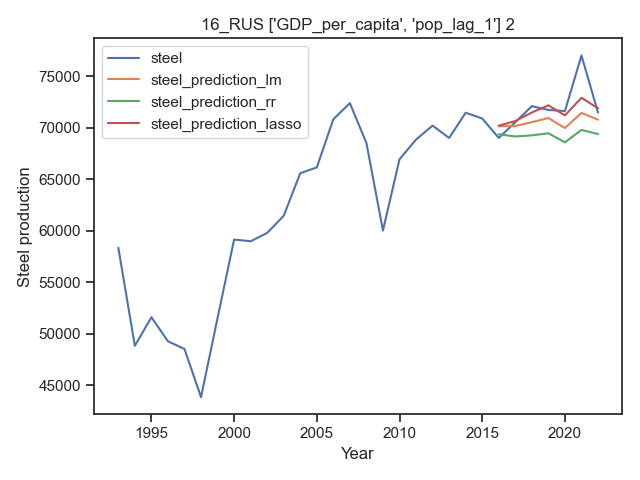 16_RUS ['GDP_per_capita', 'pop_lag_1'] 2
steel
steel_prediction_lm
steel_prediction_rr
steel_prediction_lasso
75000
70000
65000
60000
55000
50000
45000
Steel production
1995 2000 2005 2010 2015 2020
Year